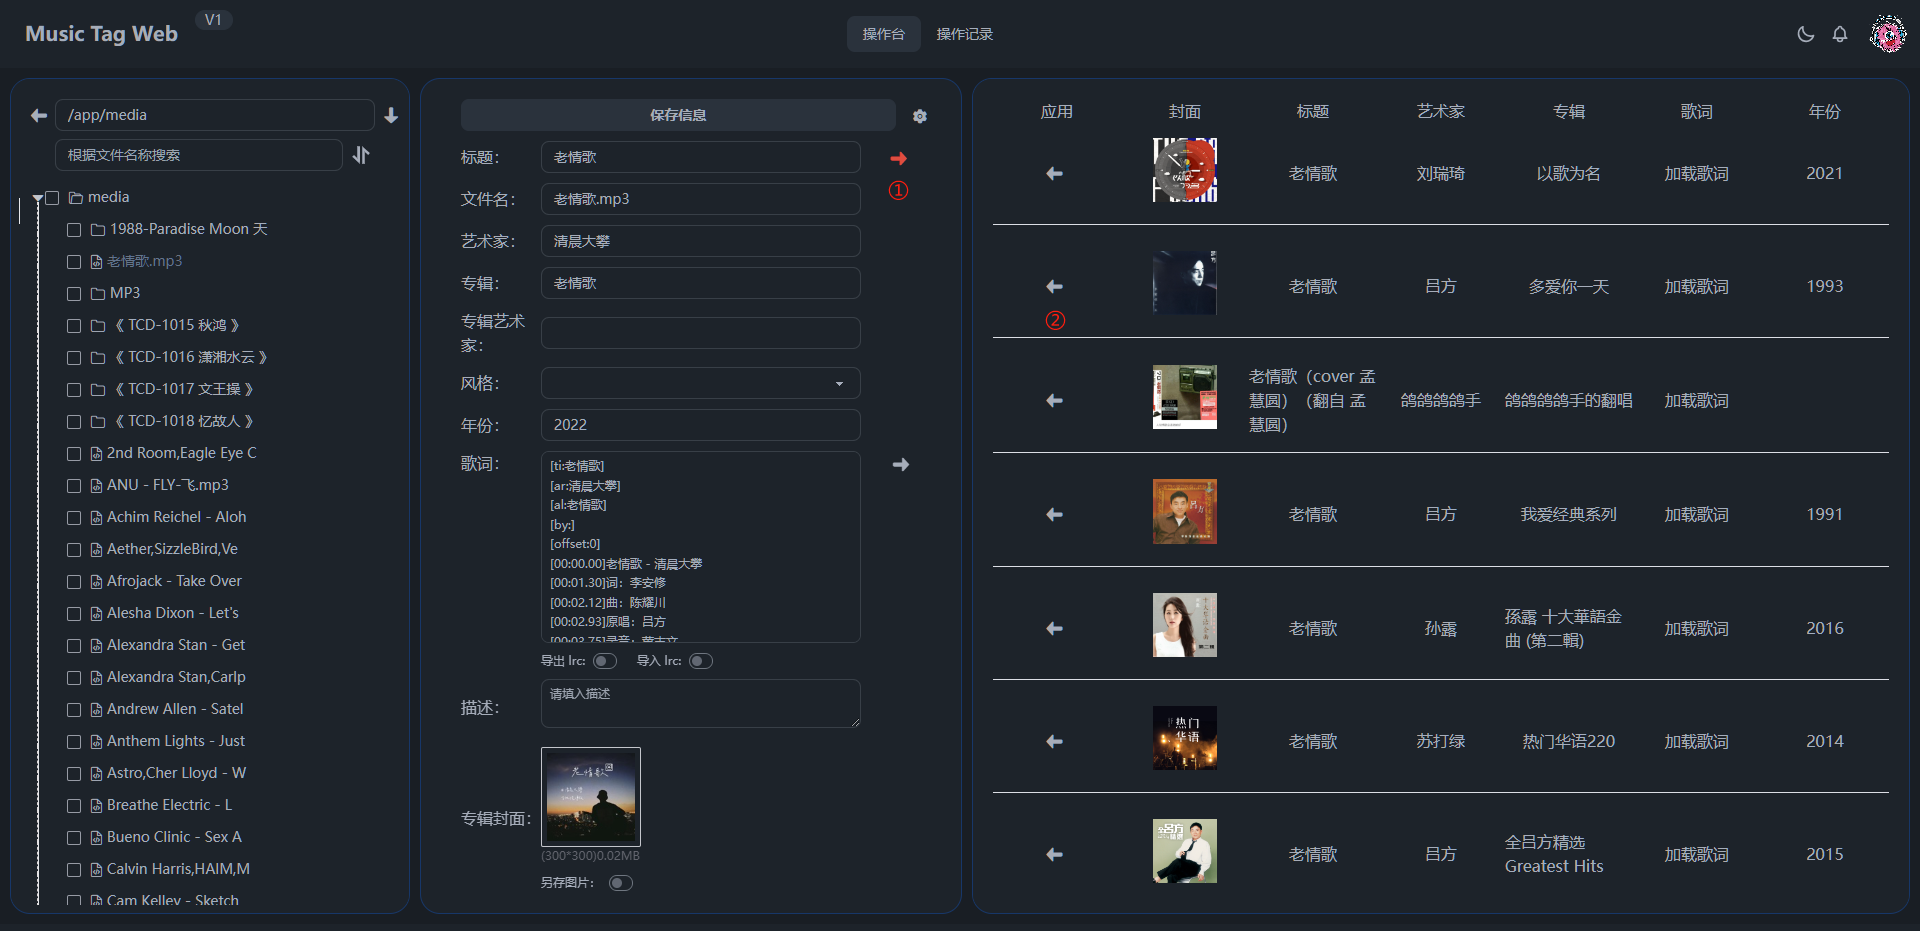 Music Tag Web
V1
操作台
操作记录
/app/media
根据文件名称搜索
media
1988-Paradise Moon 天
老情歌.mp3
MP3
《 TCD-1015 秋鸿 》
《 TCD-1016 潇湘水云 》
《 TCD-1017 文王操 》
《 TCD-1018 忆故人 》
2nd Room,Eagle Eye C
ANU - FLY-飞.mp3
Achim Reichel - Aloh
Aether,SizzleBird,Ve
Afrojack - Take Over
Alesha Dixon - Let's
Alexandra Stan - Get
Alexandra Stan,Carlp
Andrew Allen - Satel
Anthem Lights - Just
Astro,Cher Lloyd - W
Breathe Electric - L
Bueno Clinic - Sex A
Calvin Harris,HAIM,M
Cam Kelley - Sketch
保存信息
标题： 老情歌
①
文件名： 老情歌.mp3
艺术家： 清晨大攀
专辑： 老情歌
专辑艺术
家：
风格：
年份： 2022
歌词：
[ti:老情歌]
[ar:清晨大攀]
[al:老情歌]
[by:]
[offset:0]
[00:00.00]老情歌 - 清晨大攀
[00:01.30]词：李安修
[00:02.12]曲：陈耀川
[00:02.93]原唱：吕方
导出 lrc: 导入 lrc:
描述： 请填入描述
专辑封面：
老情歌
(300*300)0.02MB
另存图片：
应用 封面 标题 艺术家 专辑 歌词 年份
老情歌 刘瑞琦 以歌为名 加载歌词 2021
老情歌 吕方 多爱你一天 加载歌词 1993
②
老情歌（cover 孟
慧圆）（翻自 孟
慧圆）
鸽鸽鸽鸽手 鸽鸽鸽鸽手的翻唱 加载歌词
吕方
老情歌 吕方 我爱经典系列 加载歌词 1991
第二辑
老情歌 孙露
孫露 十大華語金
曲 (第二輯)
加载歌词 2016
热门
华语
老情歌 苏打绿 热门华语220 加载歌词 2014
老情歌 吕方
全吕方精选
Greatest Hits
加载歌词 2015